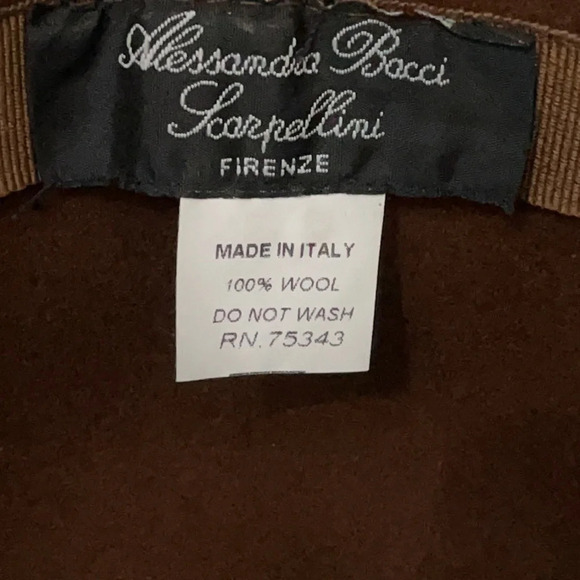 Alessandra Bacci
Scarpellini
FIRENZE
MADE IN ITALY
100% WOOL
DO NOT WASH
RN.75343